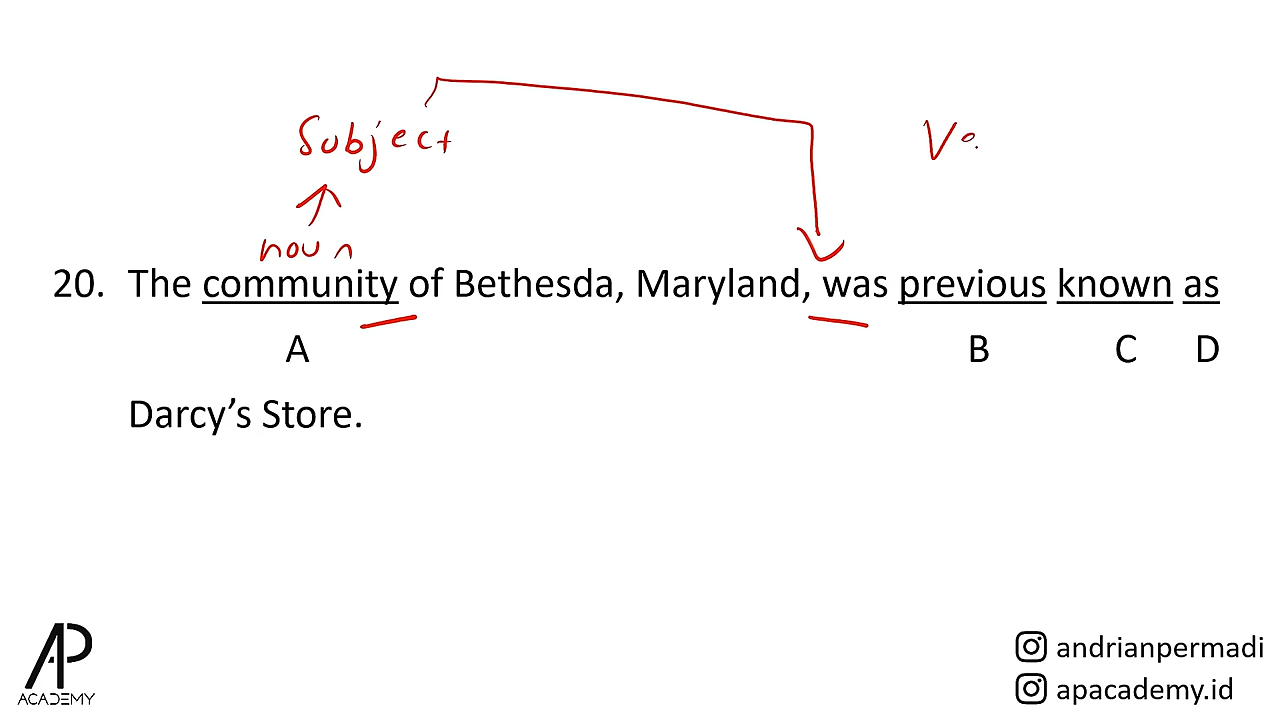 Subject
Vo.
noun
20. The community of Bethesda, Maryland, was previous known as
A B C D
Darcy's Store.
AP
ACADEMY
andrianpermadi
apacademy.id